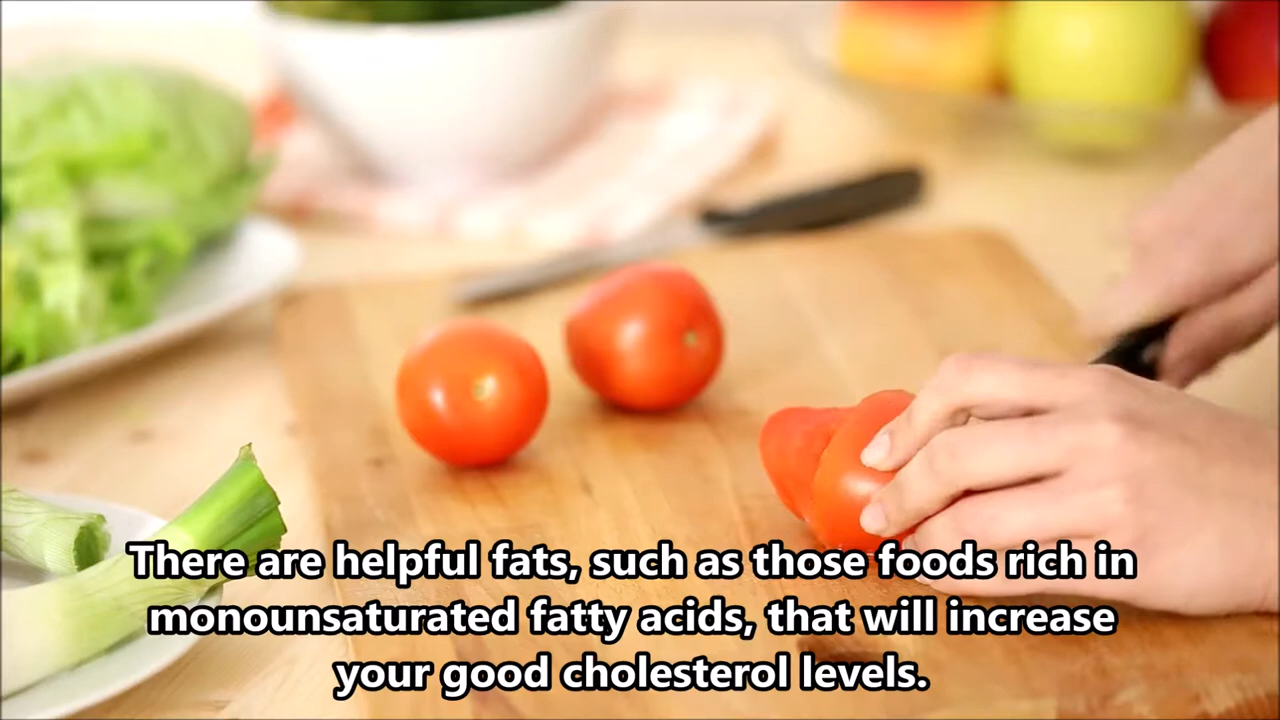 There are helpful fats, such as those foods rich in
monounsaturated fatty acids, that will increase
your good cholesterol levels.